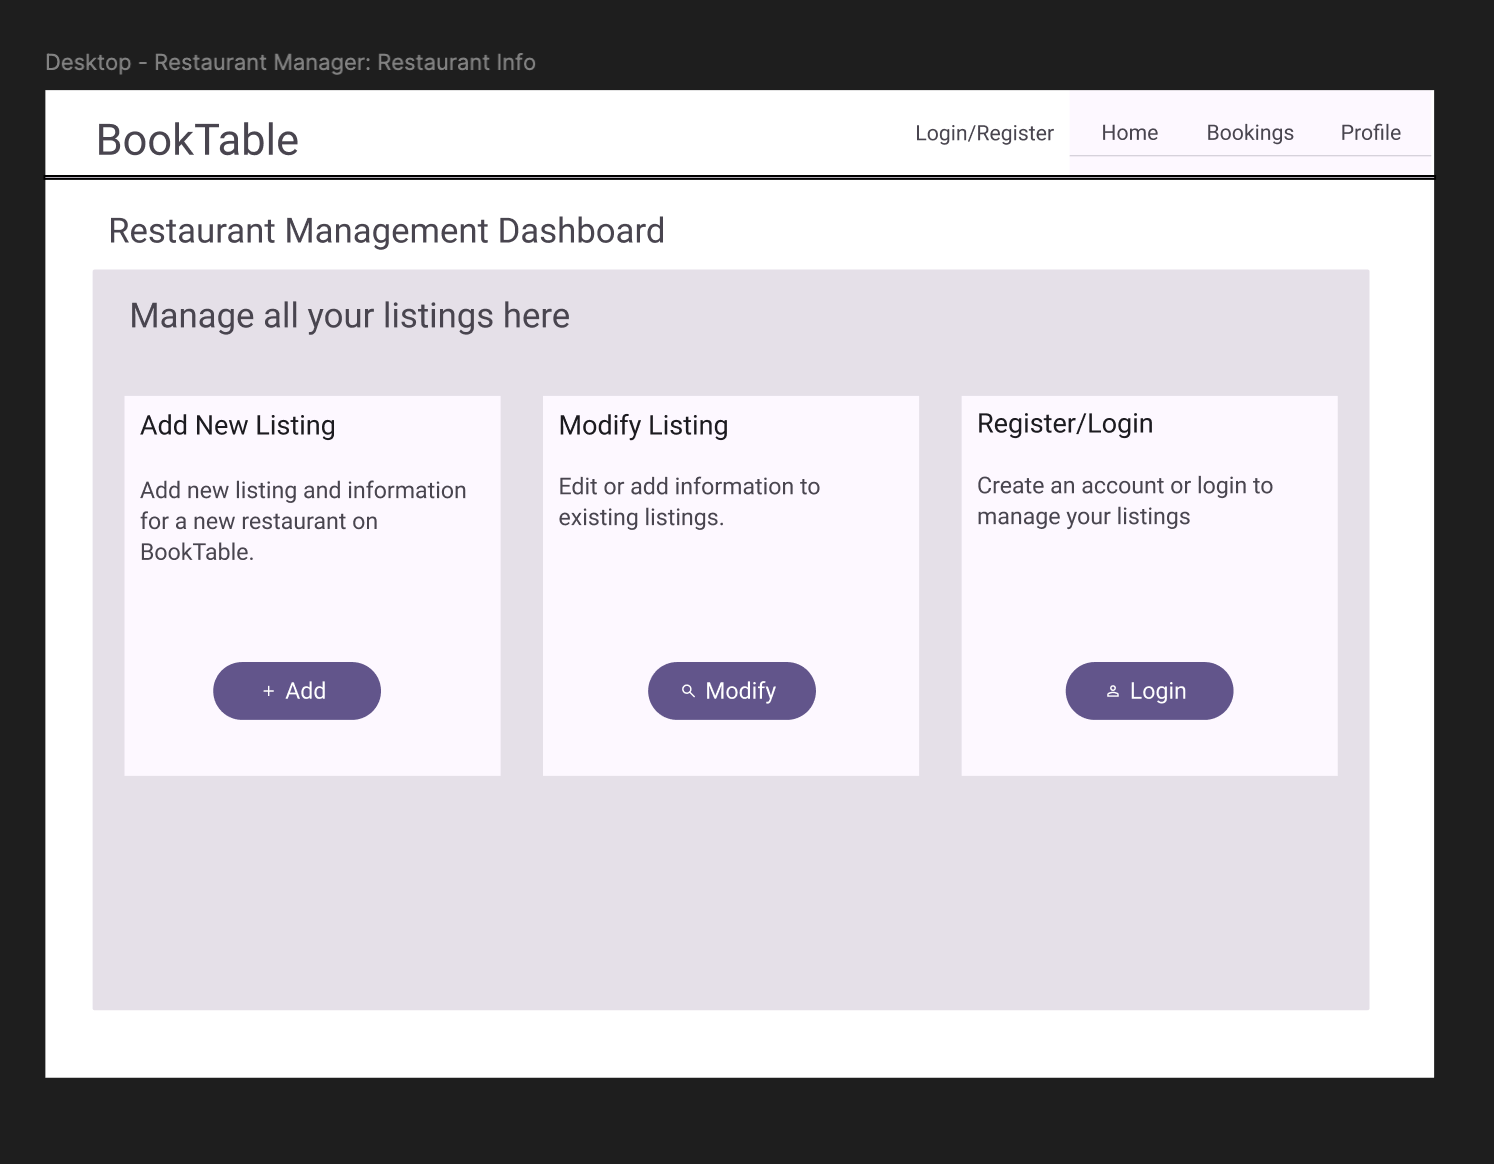 Desktop - Restaurant Manager: Restaurant Info
BookTable
Login/Register
Home
Bookings
Profile
Restaurant Management Dashboard
Manage all your listings here
Add New Listing
Add new listing and information
for a new restaurant on
BookTable.
+ Add
Modify Listing
Edit or add information to
existing listings.
Modify
Register/Login
Create an account or login to
manage your listings
Login